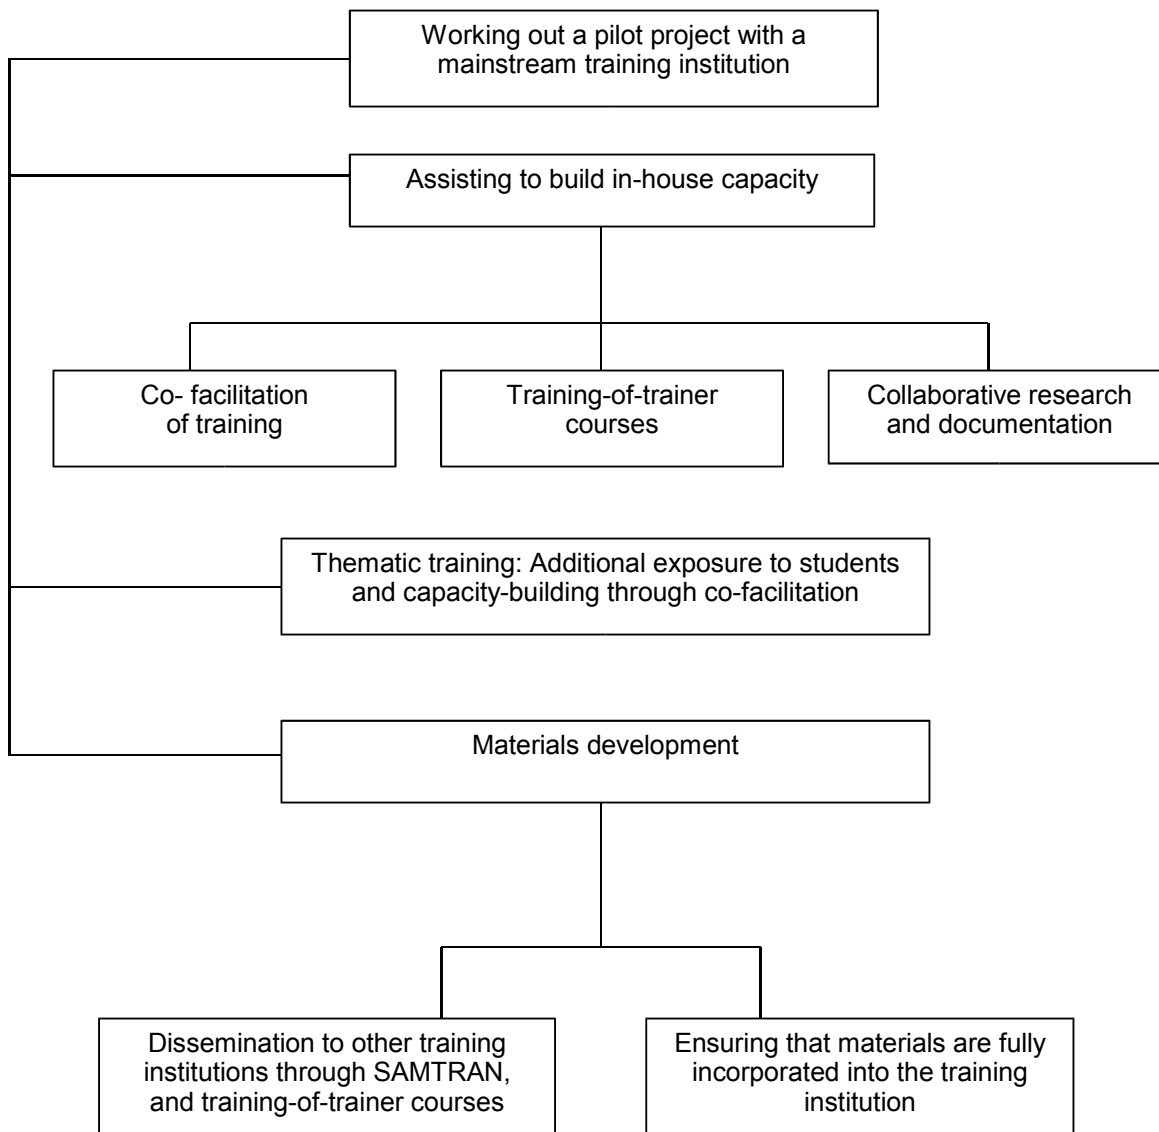 Working out a pilot project with a
mainstream training institution
Assisting to build in-house capacity
Co- facilitation
of training
Training-of-trainer
courses
Collaborative research
and documentation
Thematic training: Additional exposure to students
and capacity-building through co-facilitation
Materials development
Dissemination to other training
institutions through SAMTRAN,
and training-of-trainer courses
Ensuring that materials are fully
incorporated into the training
institution